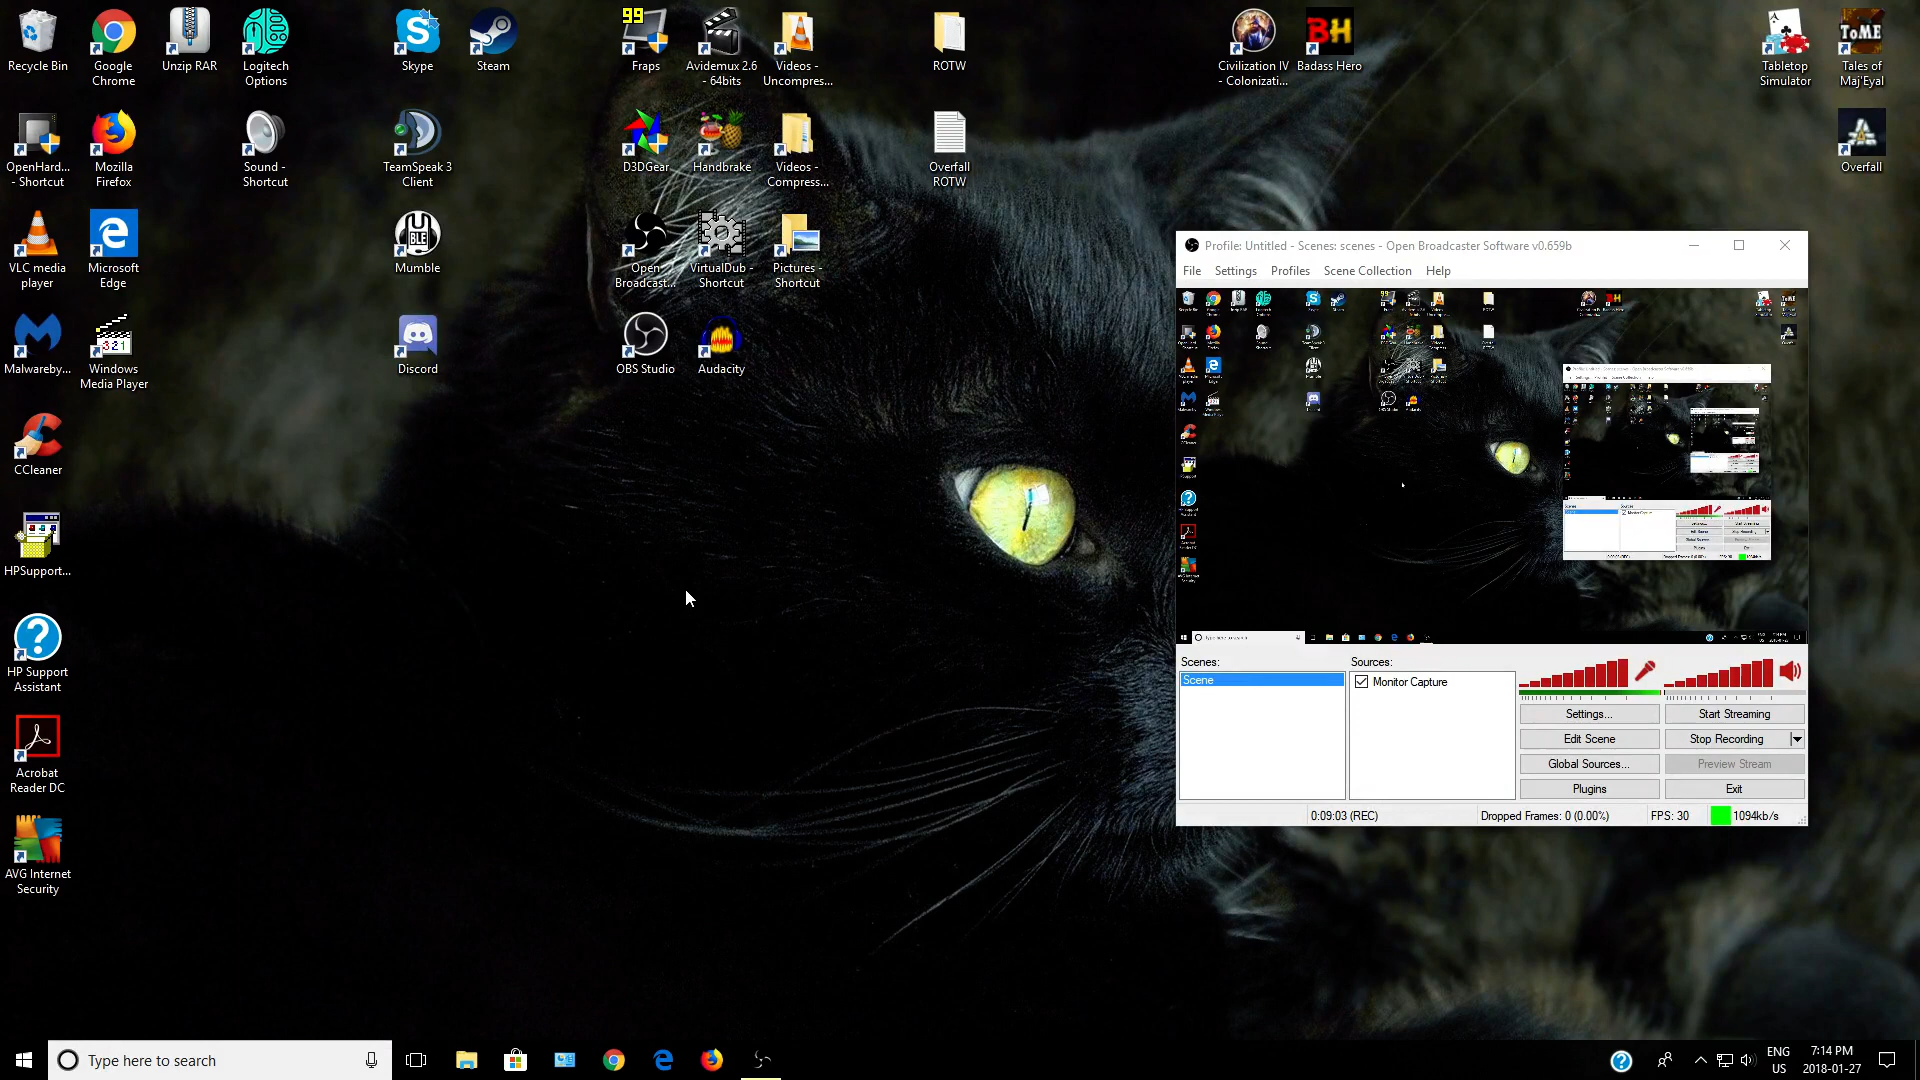 Recycle Bin
Google
Chrome
Unzip RAR
Logitech
Options
Skype
Steam
99
Fraps
Avidemux 2.6
- 64bits
Videos -
Uncompres...
ROTW
Civilization IV
- Colonizati...
BH
Badass Hero
Tabletop
Simulator
ToME
Tales of
Maj'Eyal
OpenHard...
- Shortcut
Mozilla
Firefox
Sound -
Shortcut
TeamSpeak 3
Client
D3DGear
Handbrake
Videos -
Compress...
Overfall
ROTW
Overfall
VLC media
player
Microsoft
Edge
Mumble
Open
Broadcast...
VirtualDub -
Shortcut
Pictures -
Shortcut
Malwareby...
Windows
Media Player
Discord
OBS Studio
Audacity
CCleaner
HPSupport...
HP Support
Assistant
Acrobat
Reader DC
AVG Internet
Security
Profile: Untitled - Scenes: scenes - Open Broadcaster Software v0.659b
File Settings Profiles Scene Collection Help
Scenes:
Scene
Sources:
Monitor Capture
Settings...
Start Streaming
Edit Scene
Stop Recording
Global Sources...
Preview Stream
Plugins
Exit
0:09:03 (REC)
Dropped Frames: 0 (0.00%)
FPS: 30
1094kb/s
Type here to search
ENG
US
7:14 PM
2018-01-27